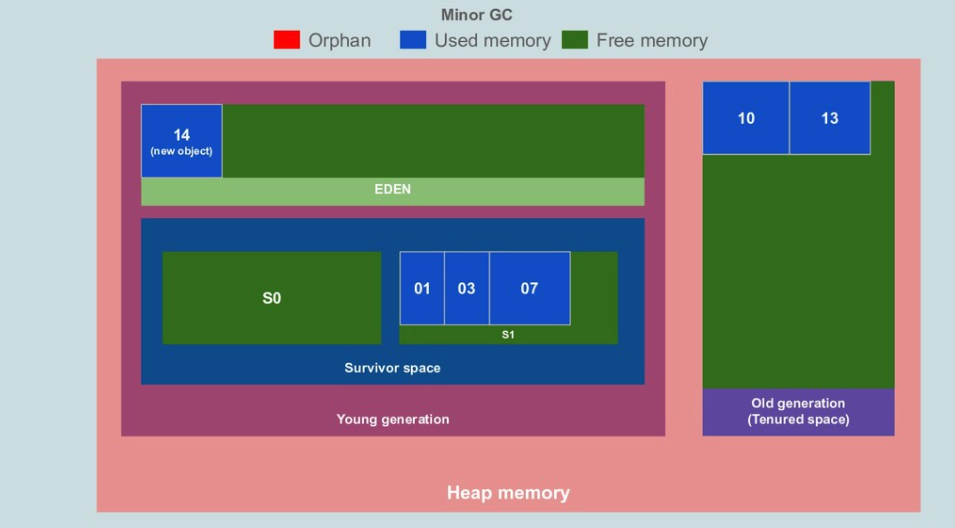 Minor GC
Orphan Used memory Free memory
14
(new object)
EDEN
S0
01 03 07
S1
Survivor space
Young generation
10 13
Old generation
(Tenured space)
Heap memory